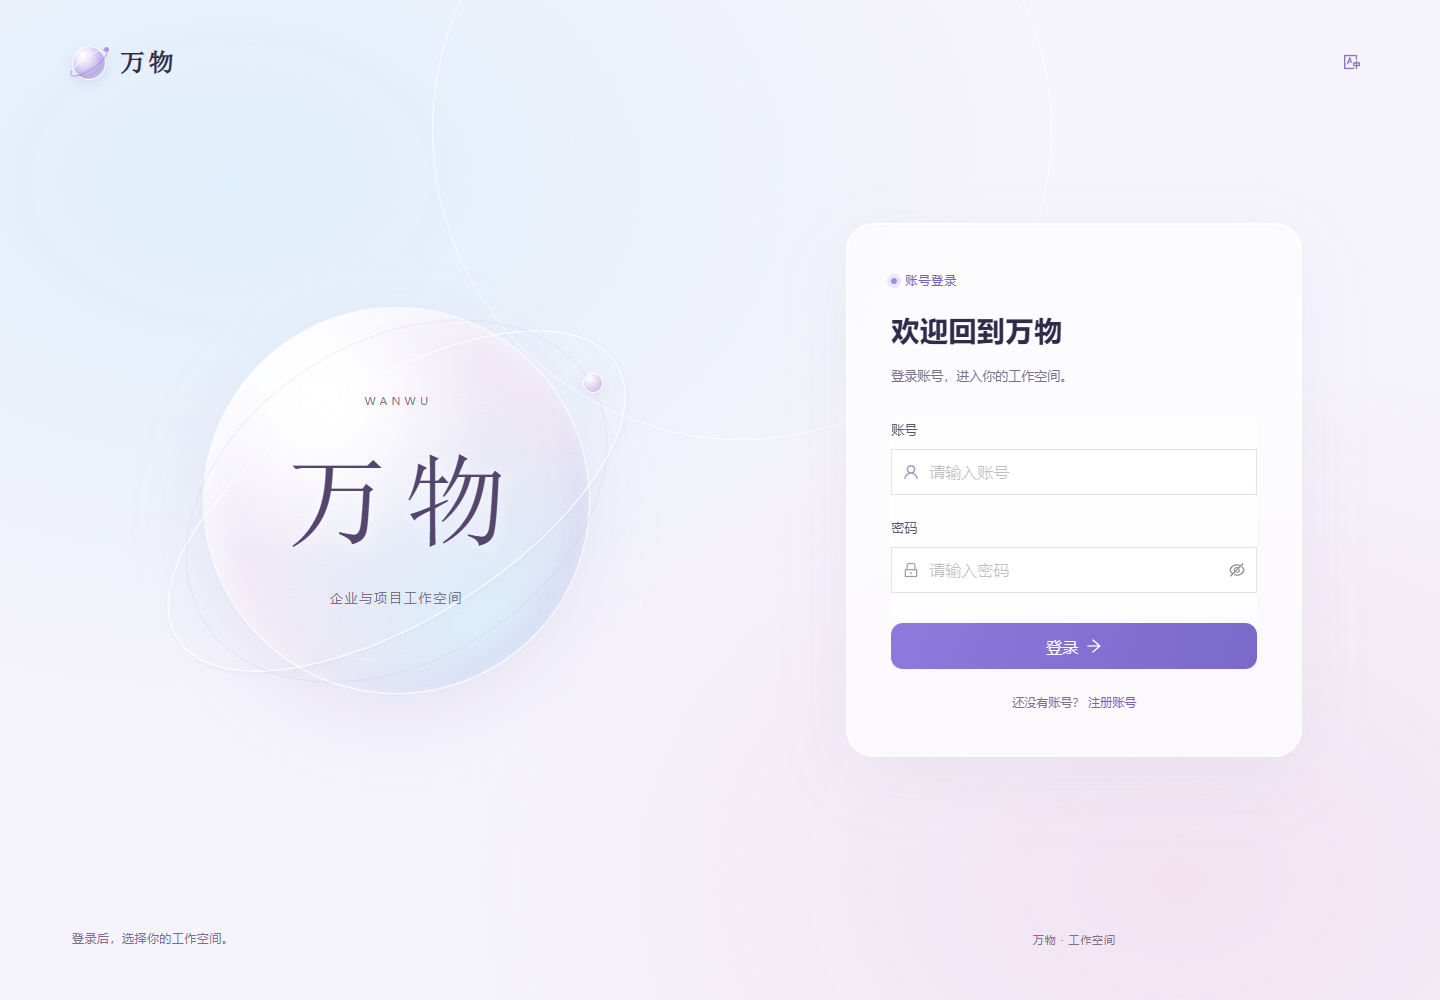 万物
WANWU
万物
企业与项目工作空间
账号登录
欢迎回到万物
登录账号，进入你的工作空间。
账号
请输入账号
密码
请输入密码
登录
还没有账号？ 注册账号
登录后，选择你的工作空间。
万物 · 工作空间